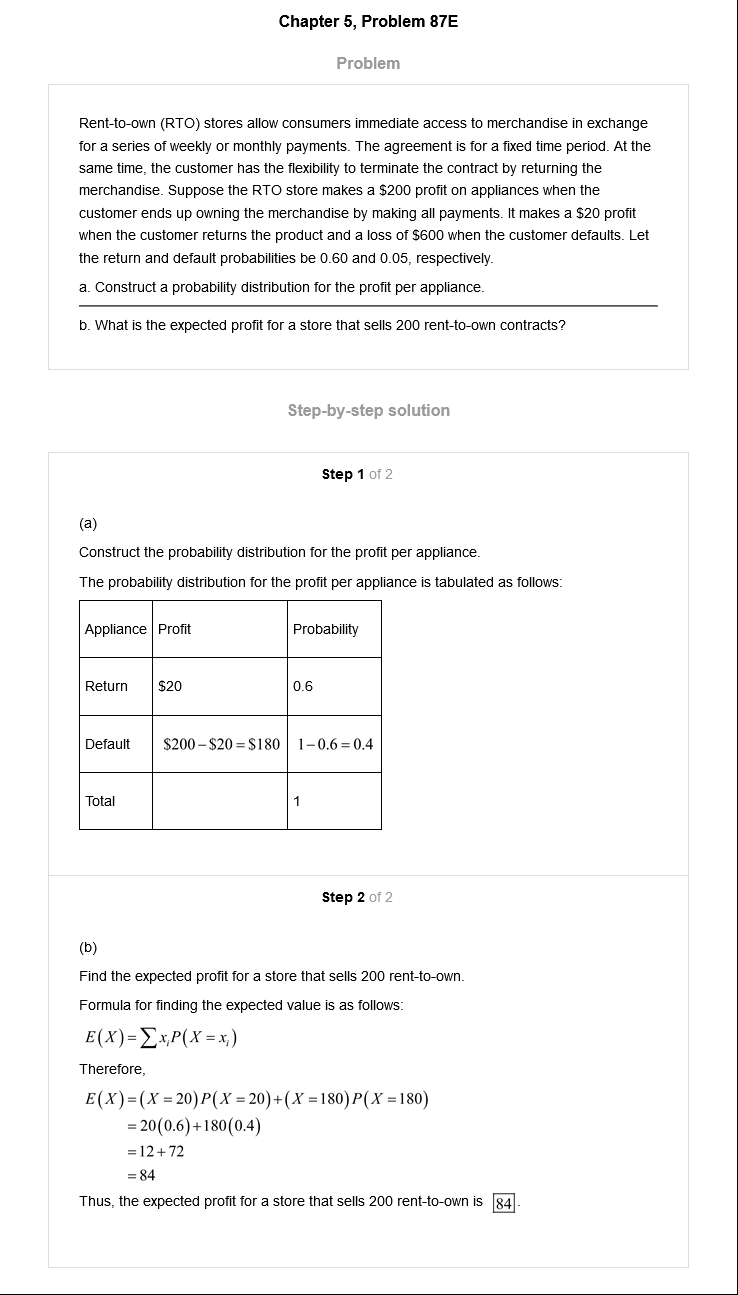 Chapter 5, Problem 87E
Problem
Rent-to-own (RTO) stores allow consumers immediate access to merchandise in exchange
for a series of weekly or monthly payments. The agreement is for a fixed time period. At the
same time, the customer has the flexibility to terminate the contract by returning the
merchandise. Suppose the RTO store makes a $200 profit on appliances when the
customer ends up owning the merchandise by making all payments. It makes a $20 profit
when the customer returns the product and a loss of $600 when the customer defaults. Let
the return and default probabilities be 0.60 and 0.05, respectively.
a. Construct a probability distribution for the profit per appliance.
b. What is the expected profit for a store that sells 200 rent-to-own contracts?
Step-by-step solution
Step 1 of 2
(a)
Construct the probability distribution for the profit per appliance.
The probability distribution for the profit per appliance is tabulated as follows:
Appliance Profit Probability
Return $20 0.6
Default $200 – $20 = $180 1 – 0.6 = 0.4
Total 1
Step 2 of 2
(b)
Find the expected profit for a store that sells 200 rent-to-own.
Formula for finding the expected value is as follows:
E(X) = ∑xᵢP(X = xᵢ)
Therefore,
E(X) = (X = 20)P(X = 20) + (X = 180)P(X = 180)
= 20(0.6) + 180(0.4)
= 12 + 72
= 84
Thus, the expected profit for a store that sells 200 rent-to-own is 84.